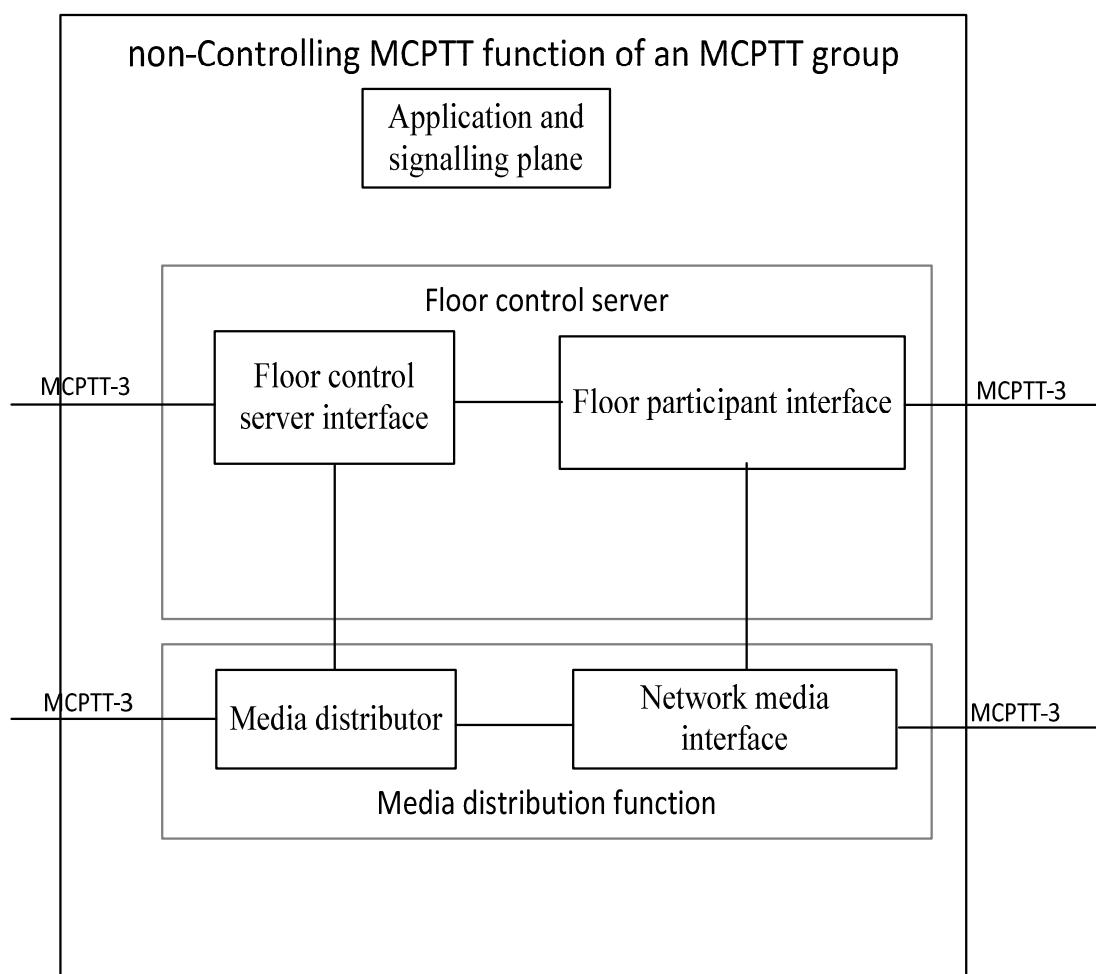 non-Controlling MCPTT function of an MCPTT group
Application and
signalling plane
Floor control server
Floor control
server interface
Floor participant interface
MCPTT-3
MCPTT-3
Media distributor
Network media
interface
MCPTT-3
MCPTT-3
Media distribution function